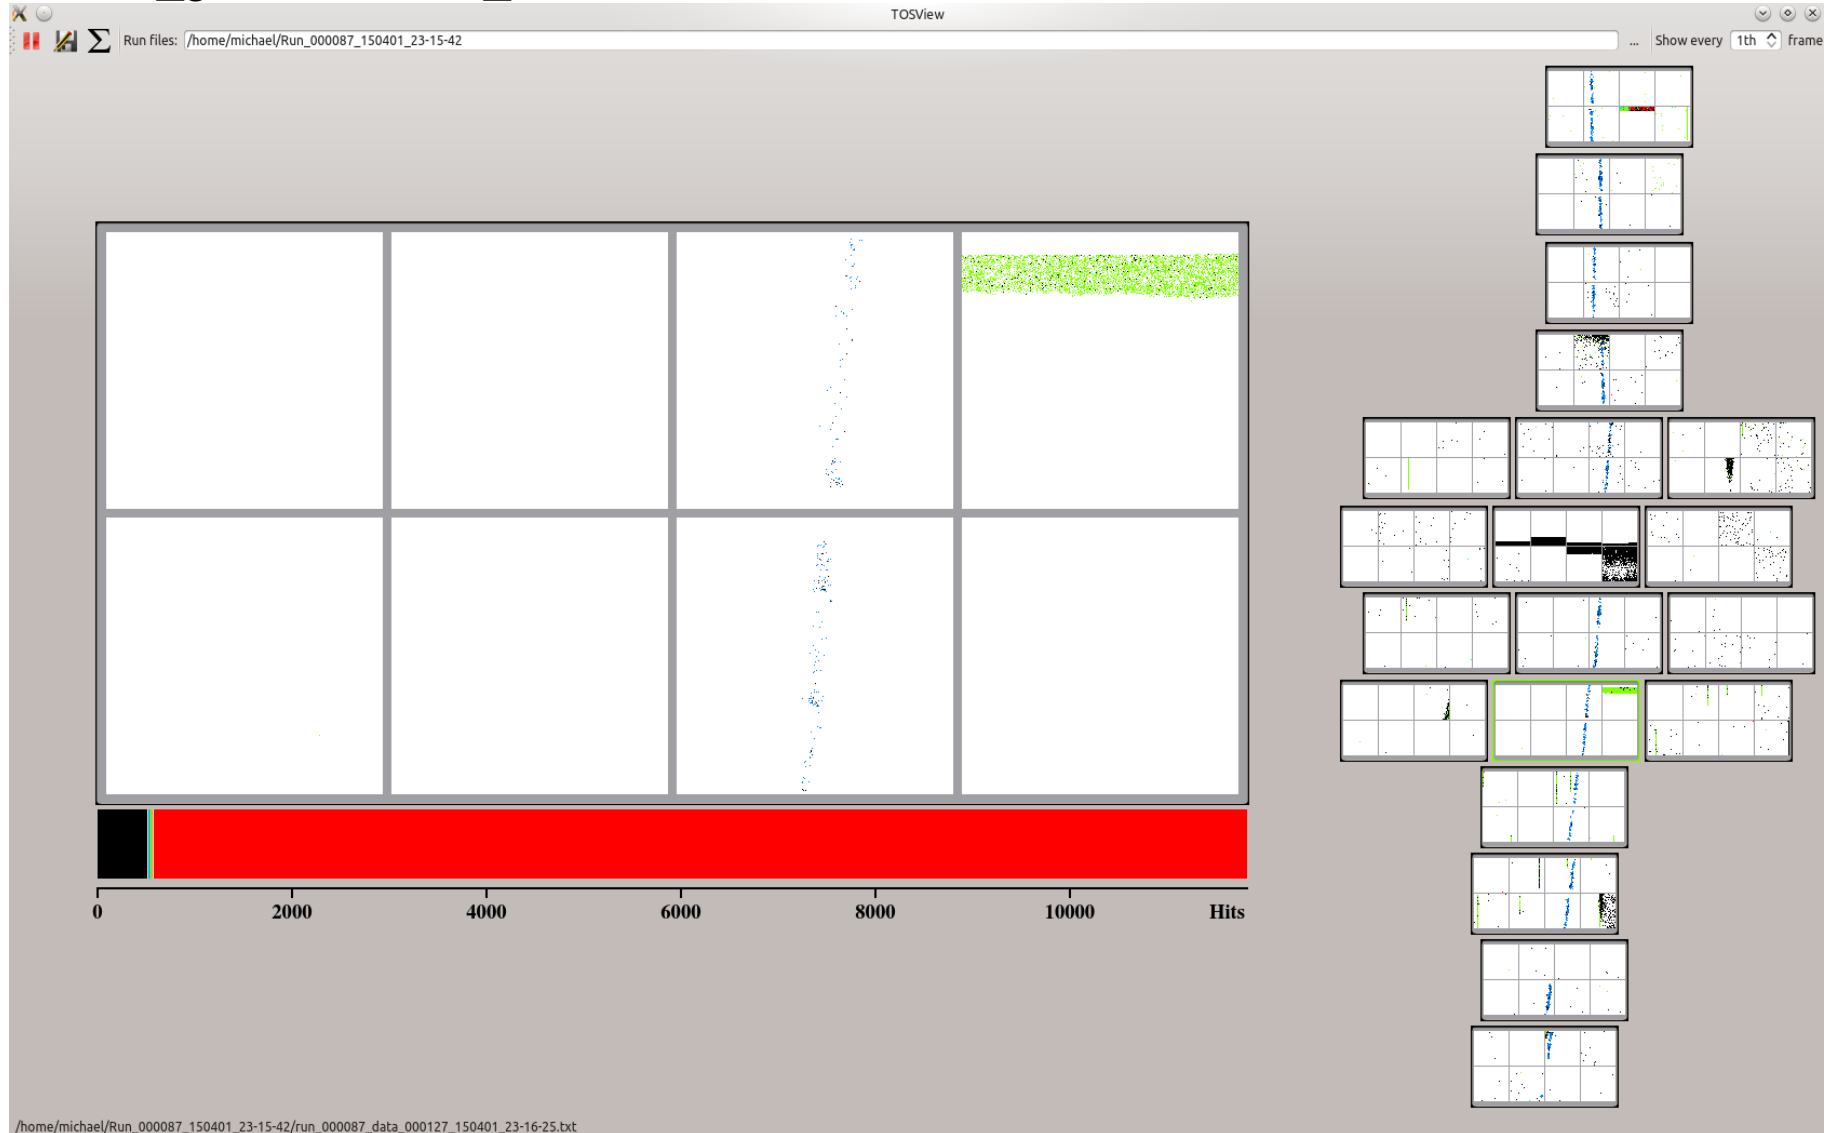 TOSView
Run files: /home/michael/Run_000087_150401_23-15-42 ... Show every 1th frame
0 2000 4000 6000 8000 10000 Hits
/home/michael/Run_000087_150401_23-15-42/run_000087_data_000127_150401_23-16-25.txt